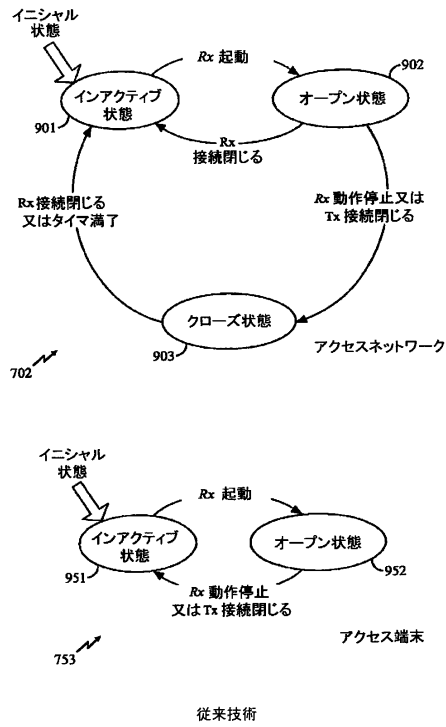 イニシャル
状態
Rx 起動
902
インアクティブ
状態
オープン状態
901
Rx
接続閉じる
Rx 接続閉じる
又はタイマ満了
Rx 動作停止又は
Tx 接続閉じる
クローズ状態
903
アクセスネットワーク
702
イニシャル
状態
Rx 起動
インアクティブ
状態
オープン状態
951
952
Rx 動作停止
又は Tx 接続閉じる
アクセス端末
753
従来技術